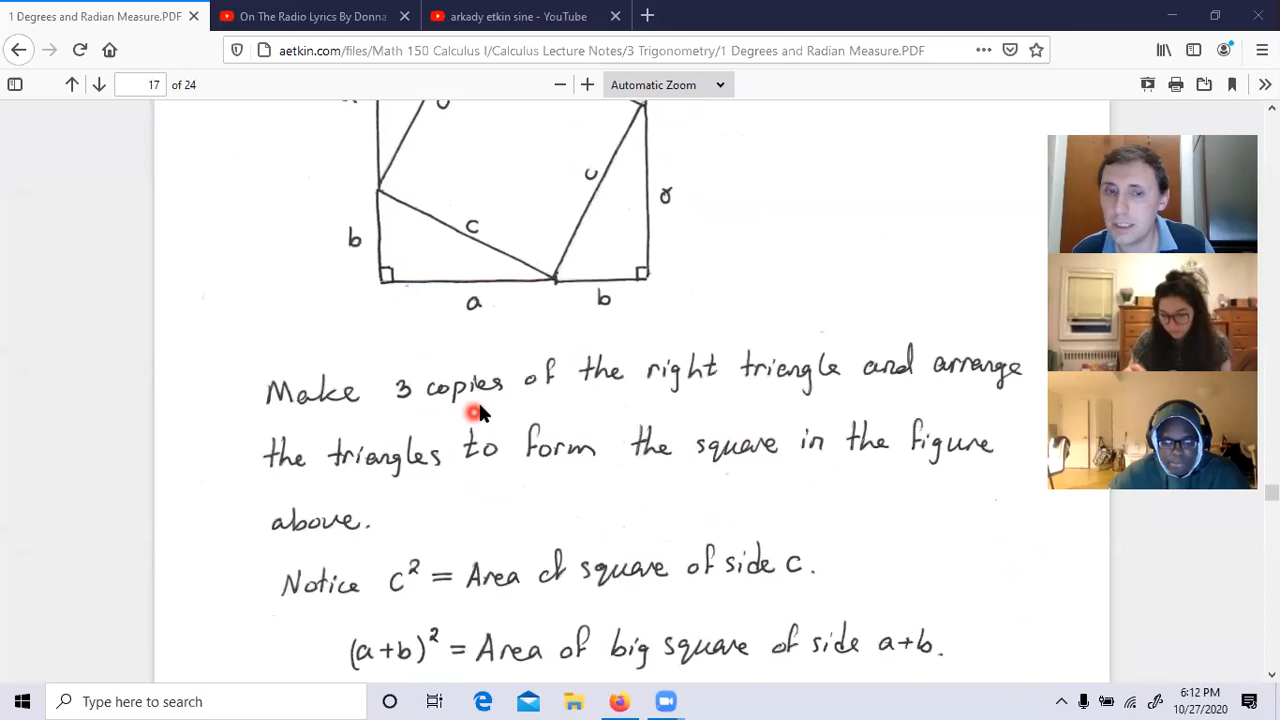 1 Degrees and Radian Measure.PDF
On The Radio Lyrics By Donna
arkady etkin sine - YouTube
aetkin.com/files/Math 150 Calculus I/Calculus Lecture Notes/3 Trigonometry/1 Degrees and Radian Measure.PDF
17 of 24
Automatic Zoom
c
b
a
b
Make 3 copies of the right triangle and arrange
the triangles to form the square in the figure
above.
Notice c² = Area of square of side c.
(a+b)² = Area of big square of side a+b.
Type here to search
6:12 PM
10/27/2020